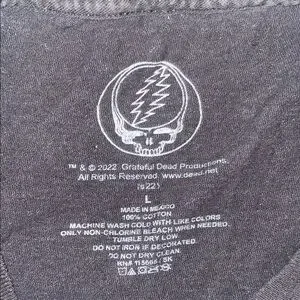 ™ & © 2022 Grateful Dead Productions.
All Rights Reserved. www.dead.net
(s22)
L
MADE IN MEXICO
100% COTTON
MACHINE WASH COLD WITH LIKE COLORS
ONLY NON-CHLORINE BLEACH WHEN NEEDED.
TUMBLE DRY LOW.
DO NOT IRON IF DECORATED
DO NOT DRY CLEAN.
RN# SK